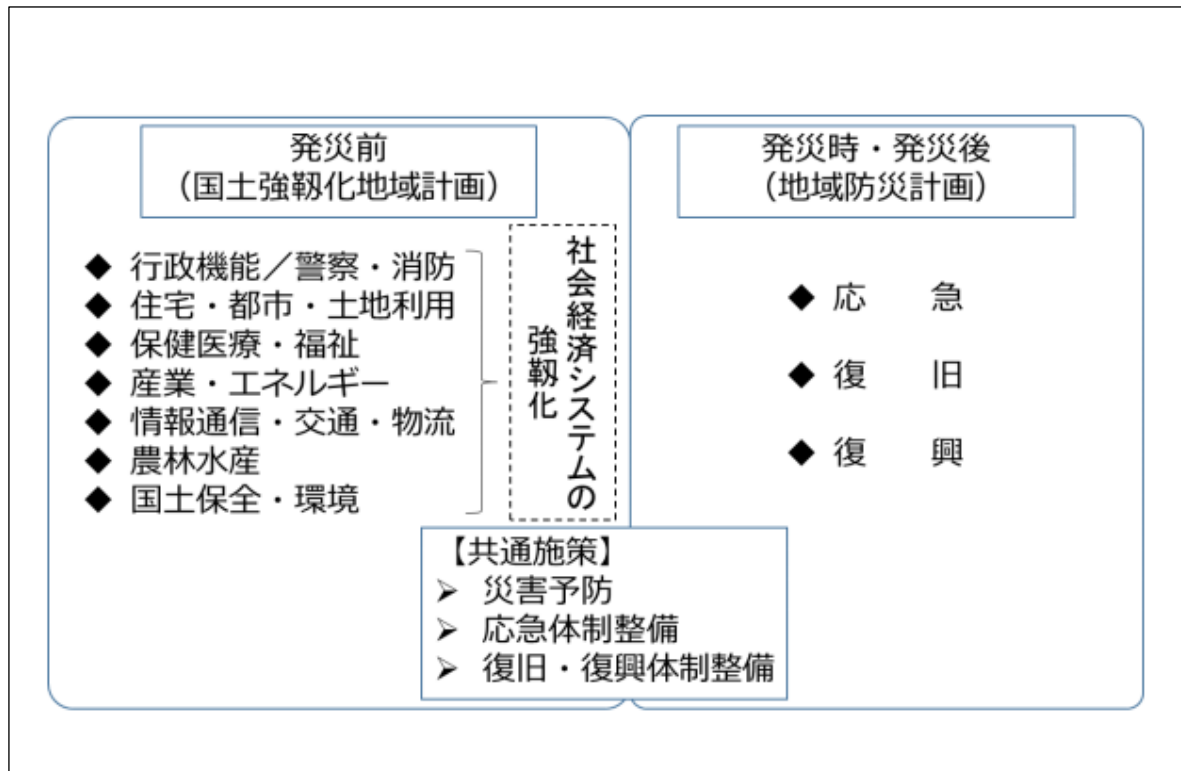 発災前
（国土強靱化地域計画）
◆ 行政機能／警察・消防
◆ 住宅・都市・土地利用
◆ 保健医療・福祉
◆ 産業・エネルギー
◆ 情報通信・交通・物流
◆ 農林水産
◆ 国土保全・環境
社会経済システムの
強靱化
発災時・発災後
（地域防災計画）
◆ 応　　急
◆ 復　　旧
◆ 復　　興
【共通施策】
➢ 災害予防
➢ 応急体制整備
➢ 復旧・復興体制整備